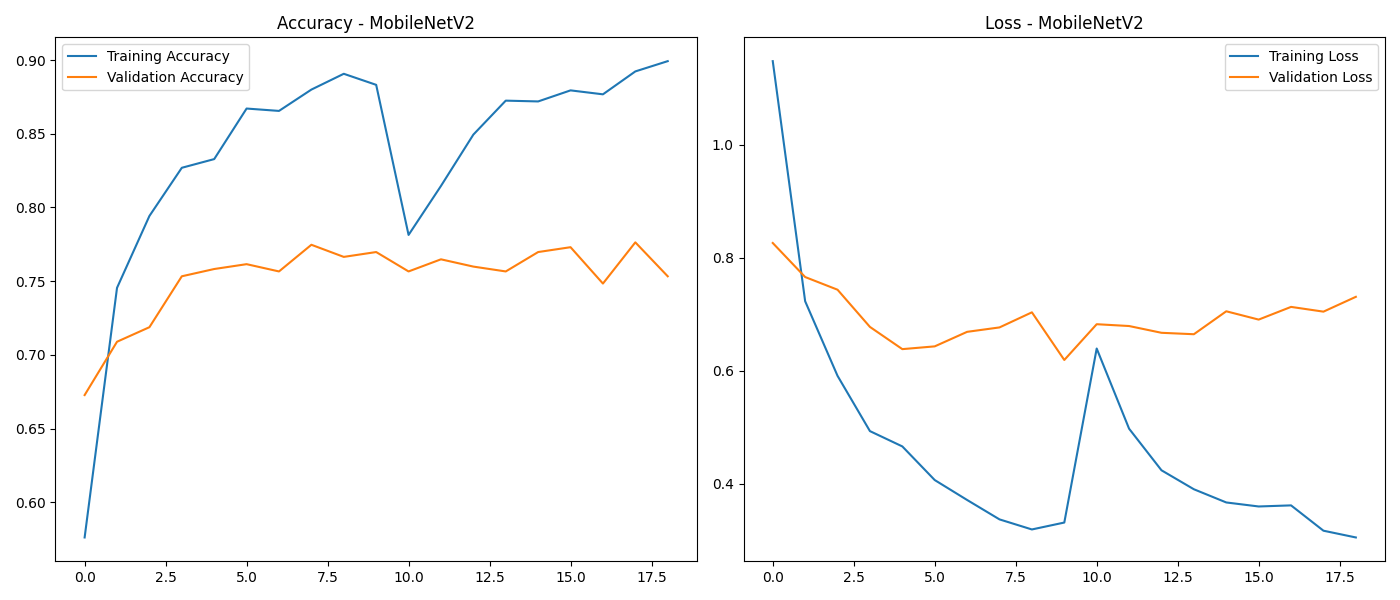 Accuracy - MobileNetV2
Training Accuracy
Validation Accuracy
0.90
0.85
0.80
0.75
0.70
0.65
0.60
0.0 2.5 5.0 7.5 10.0 12.5 15.0 17.5
Loss - MobileNetV2
Training Loss
Validation Loss
1.0
0.8
0.6
0.4
0.0 2.5 5.0 7.5 10.0 12.5 15.0 17.5